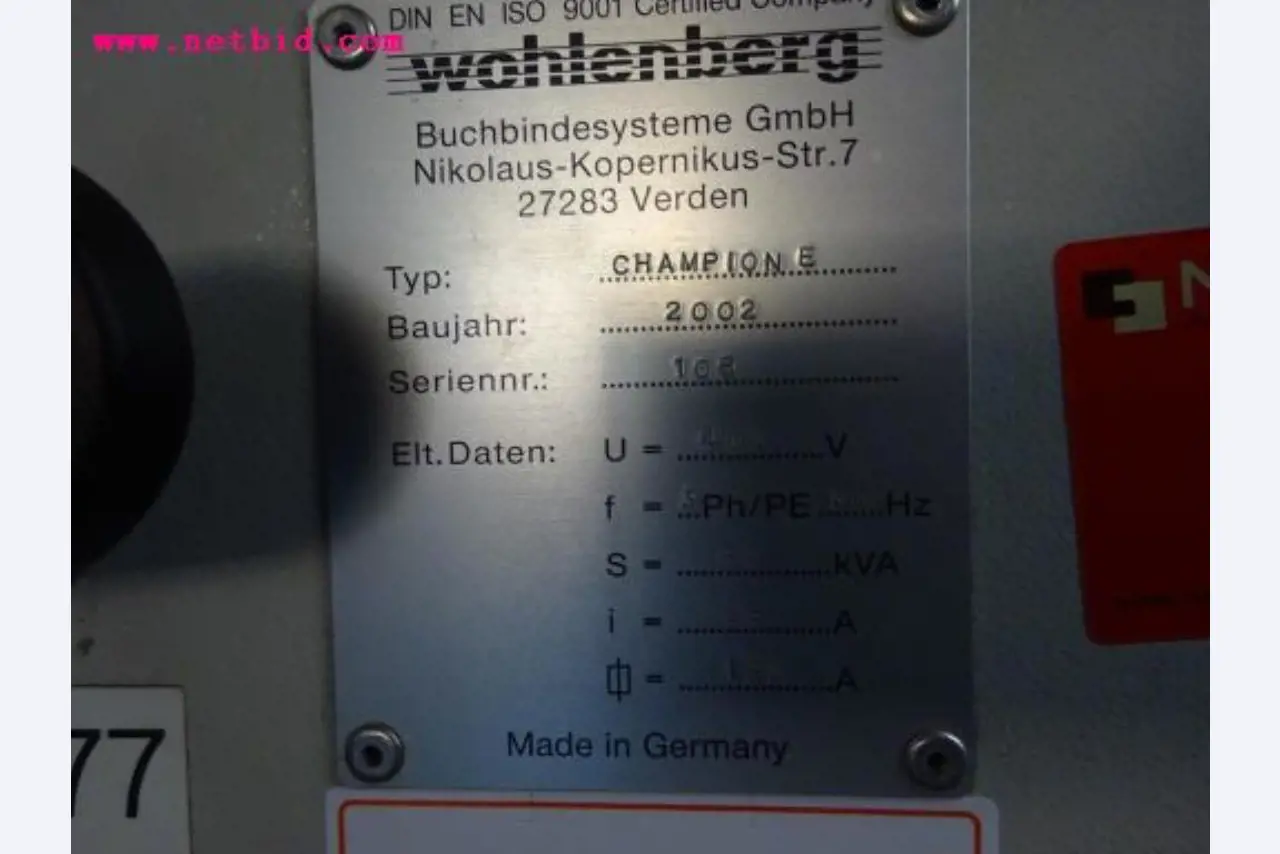 www.netbid.com
DIN EN ISO 9001 Certified Company
wohlenberg
Buchbindesysteme GmbH
Nikolaus-Kopernikus-Str.7
27283 Verden
Typ: CHAMPION E
Baujahr: 2002
Seriennr.:
Elt.Daten: U = V
f = Ph/PE Hz
S = kVA
i = A
= A
Made in Germany
77